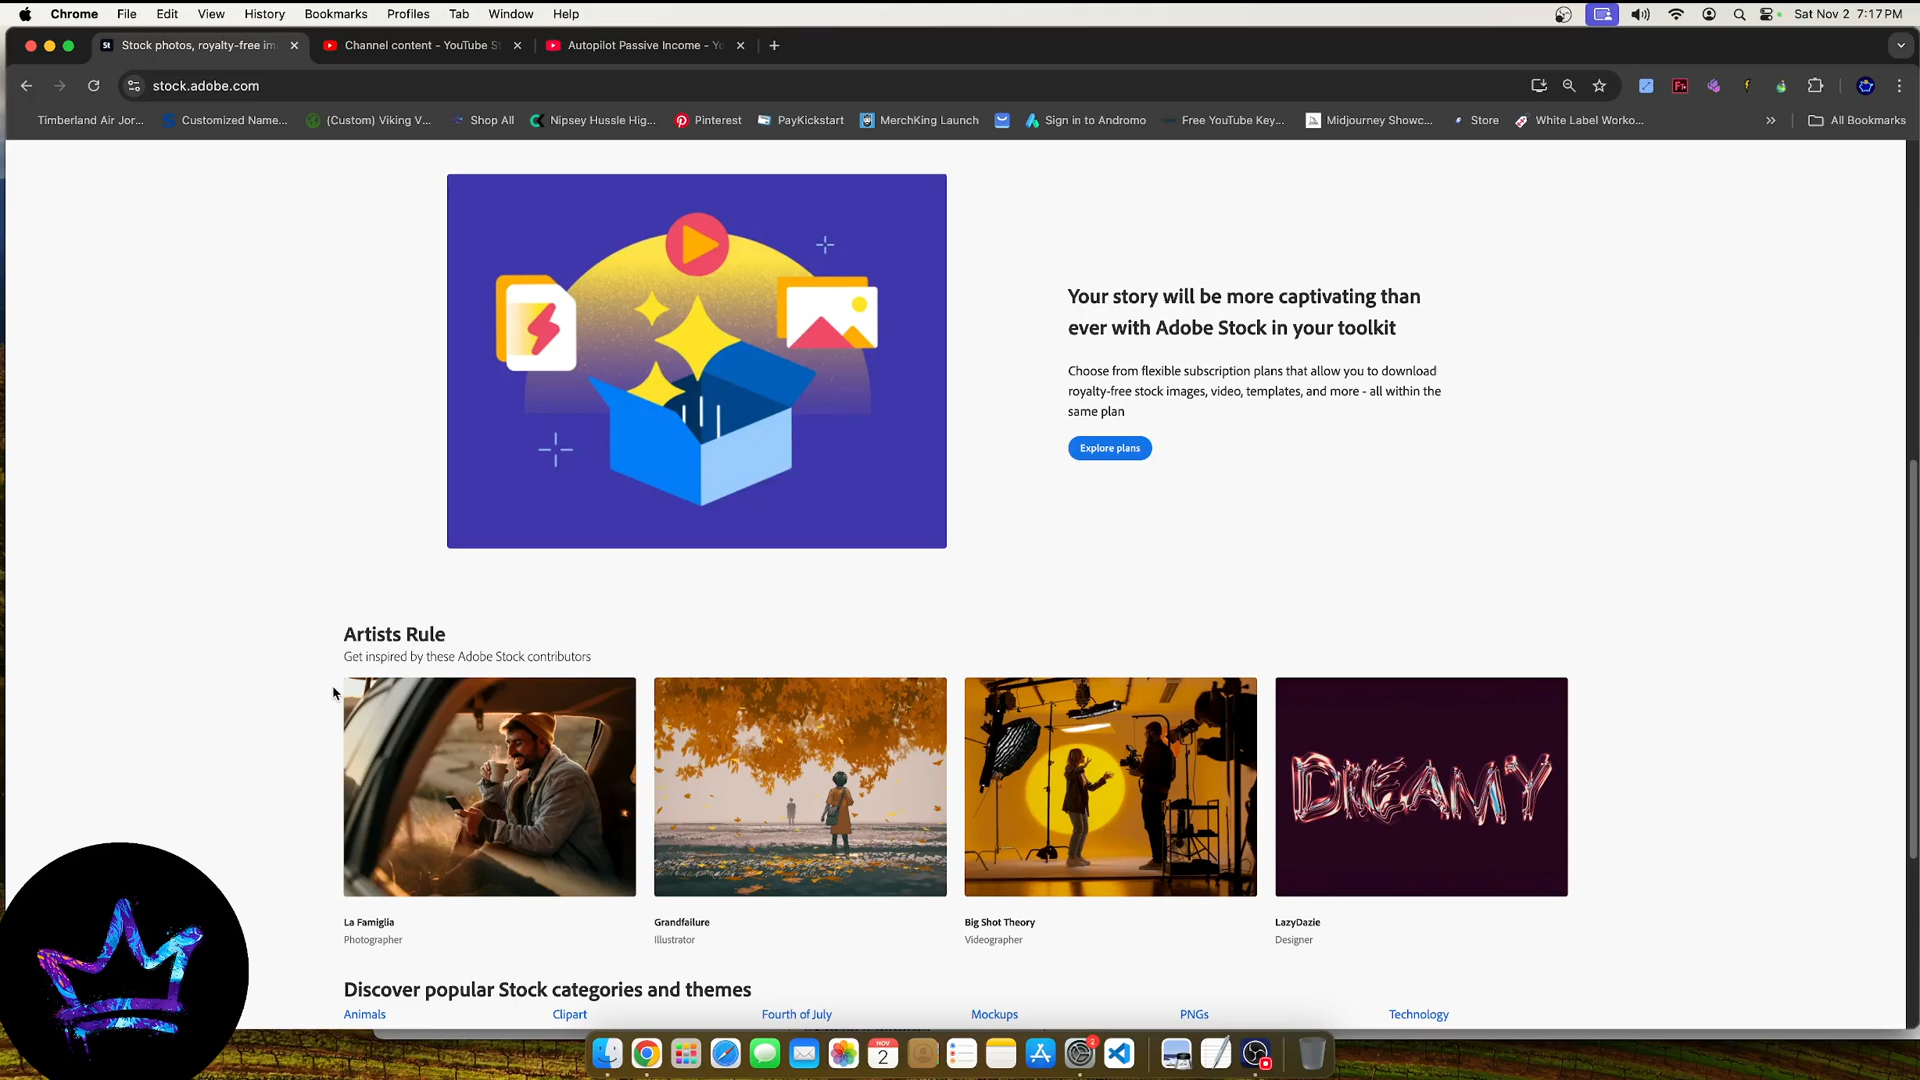 Chrome File Edit View History Bookmarks Profiles Tab Window Help Sat Nov 2 7:17 PM
St Stock photos, royalty-free im Channel content - YouTube S Autopilot Passive Income - Yo
stock.adobe.com
Timberland Air Jor... Customized Name... (Custom) Viking V... Shop All Nipsey Hussle Hig... Pinterest PayKickstart MerchKing Launch Sign in to Andromo Free YouTube Key... Midjourney Showc... Store White Label Worko... » All Bookmarks
Your story will be more captivating than
ever with Adobe Stock in your toolkit
Choose from flexible subscription plans that allow you to download
royalty-free stock images, video, templates, and more - all within the
same plan
Explore plans
Artists Rule
Get inspired by these Adobe Stock contributors
DREAMY
La Famiglia Grandfailure Big Shot Theory LazyDazie
Photographer Illustrator Videographer Designer
Discover popular Stock categories and themes
Animals Clipart Fourth of July Mockups PNGs Technology
NOV
2
2